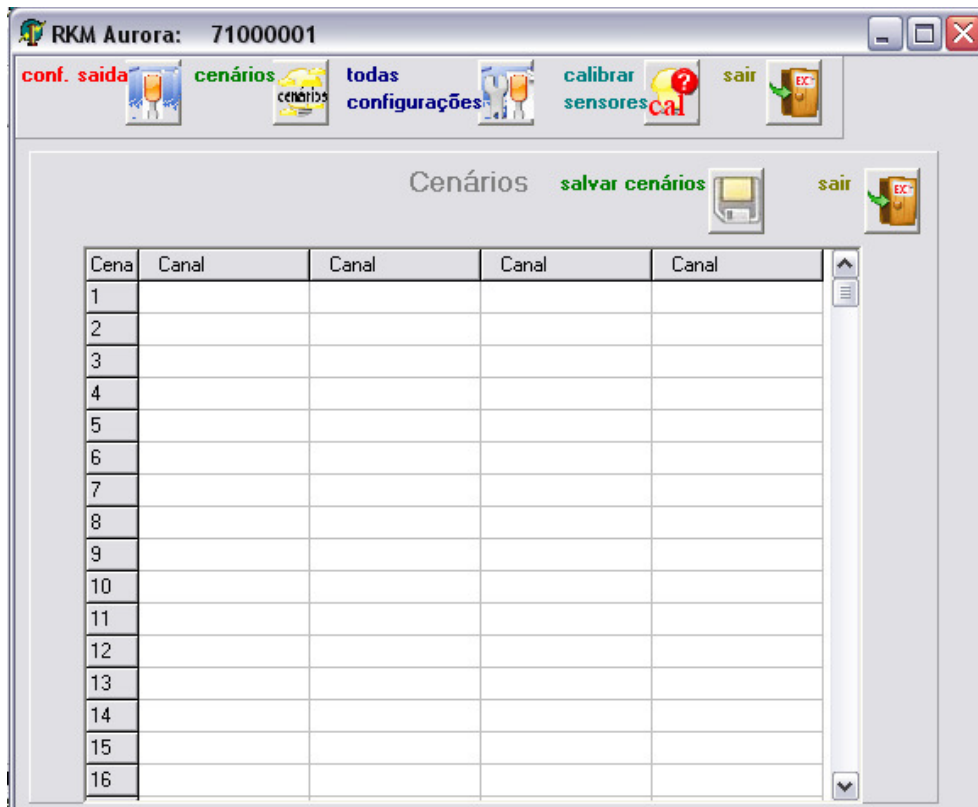 RKM Aurora: 71000001
conf. saida cenários todas configurações calibrar sensores sair
cenários cal ? EXIT
Cenários salvar cenários sair
EXIT
Cena Canal Canal Canal Canal
1
2
3
4
5
6
7
8
9
10
11
12
13
14
15
16